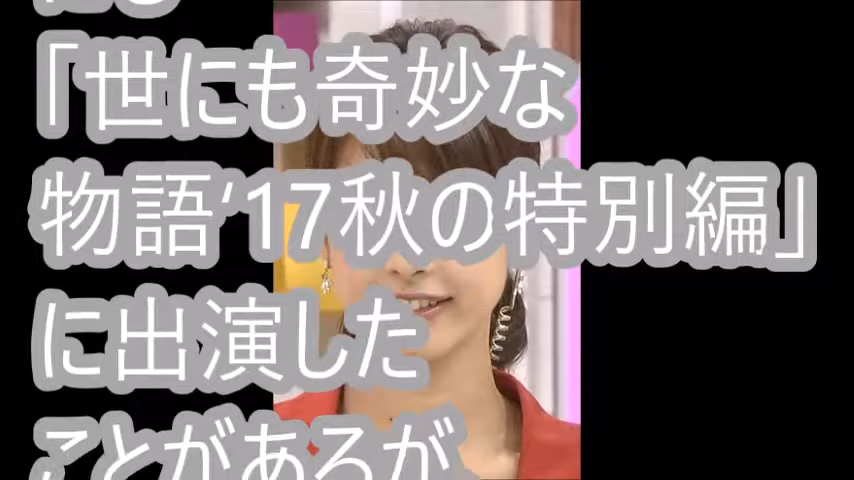 「世にも奇妙な
物語‘17秋の特別編」
に出演した
ことがあるが